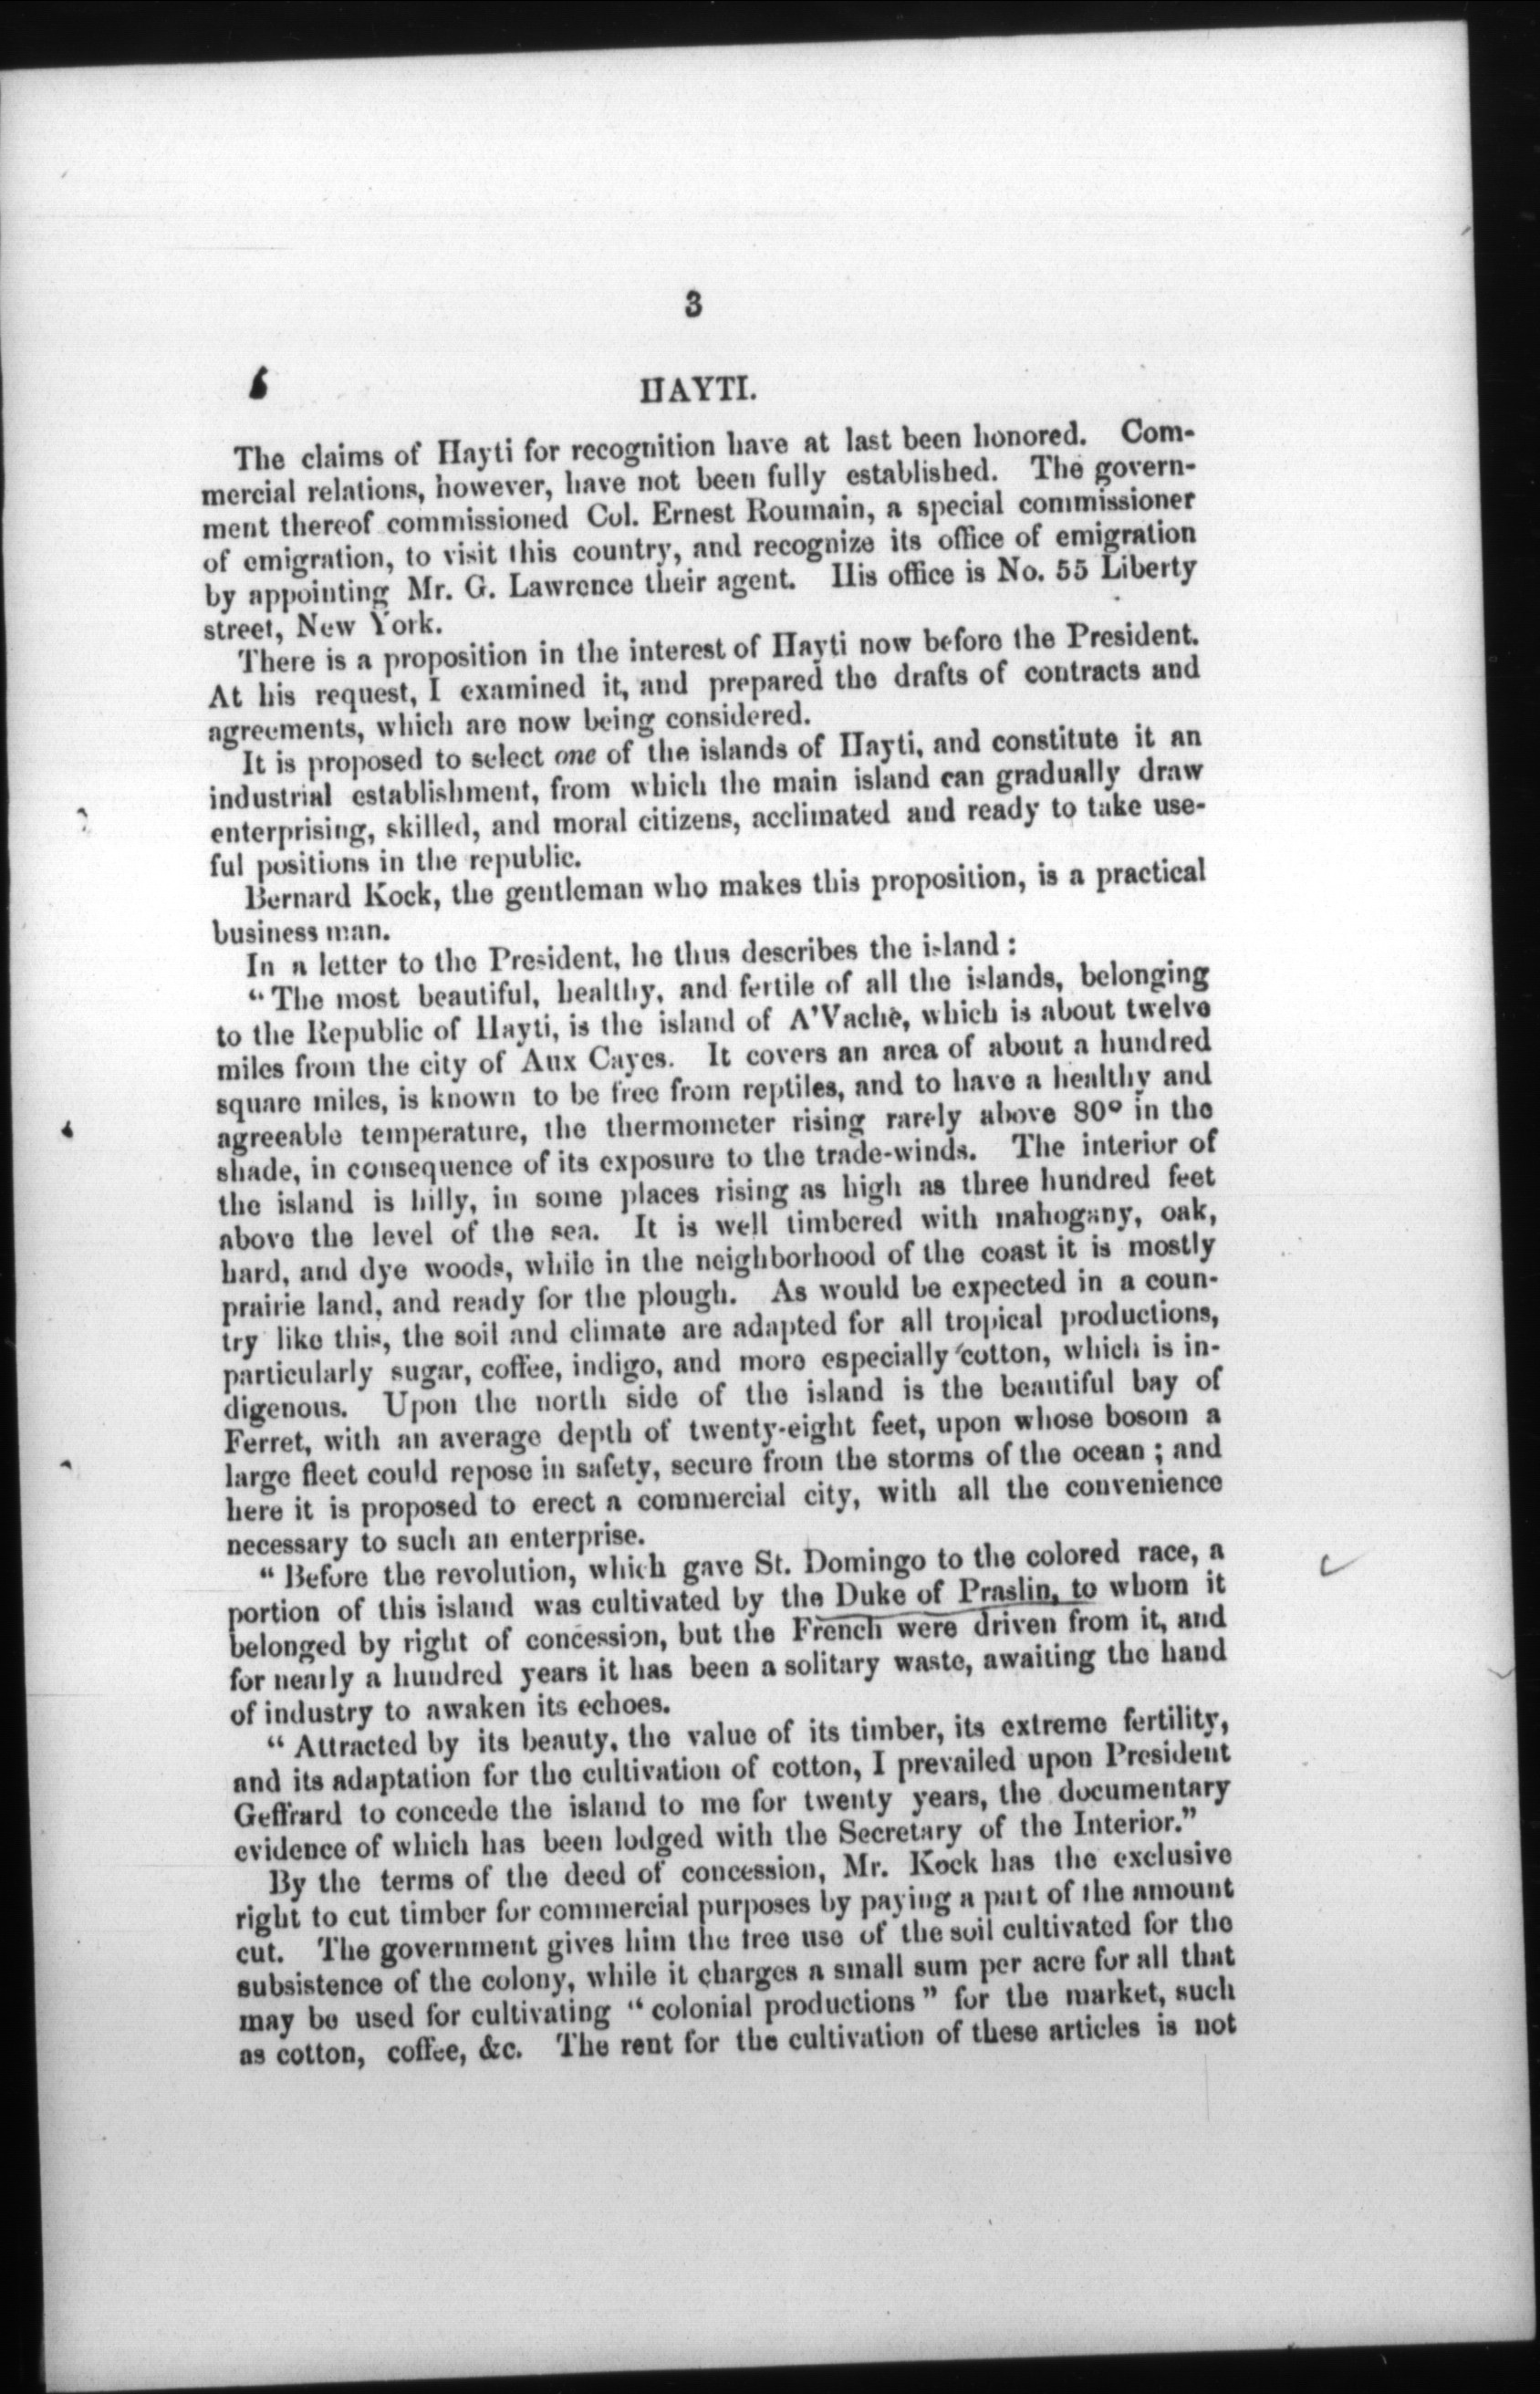 3
HAYTI.
The claims of Hayti for recognition have at last been honored. Com-
mercial relations, however, have not been fully established. The govern-
ment thereof commissioned Col. Ernest Roumain, a special commissioner
of emigration, to visit this country, and recognize its office of emigration
by appointing Mr. G. Lawrence their agent. His office is No. 55 Liberty
street, New York.
There is a proposition in the interest of Hayti now before the President.
At his request, I examined it, and prepared the drafts of contracts and
agreements, which are now being considered.
It is proposed to select one of the islands of Hayti, and constitute it an
industrial establishment, from which the main island can gradually draw
enterprising, skilled, and moral citizens, acclimated and ready to take use-
ful positions in the republic.
Bernard Kock, the gentleman who makes this proposition, is a practical
business man.
In a letter to the President, he thus describes the island:
"The most beautiful, healthy, and fertile of all the islands, belonging
to the Republic of Hayti, is the island of A'Vache, which is about twelve
miles from the city of Aux Cayes. It covers an area of about a hundred
square miles, is known to be free from reptiles, and to have a healthy and
agreeable temperature, the thermometer rising rarely above 80° in the
shade, in consequence of its exposure to the trade-winds. The interior of
the island is hilly, in some places rising as high as three hundred feet
above the level of the sea. It is well timbered with mahogany, oak,
hard, and dye woods, while in the neighborhood of the coast it is mostly
prairie land, and ready for the plough. As would be expected in a coun-
try like this, the soil and climate are adapted for all tropical productions,
particularly sugar, coffee, indigo, and more especially cotton, which is in-
digenous. Upon the north side of the island is the beautiful bay of
Ferret, with an average depth of twenty-eight feet, upon whose bosom a
large fleet could repose in safety, secure from the storms of the ocean; and
here it is proposed to erect a commercial city, with all the convenience
necessary to such an enterprise.
"Before the revolution, which gave St. Domingo to the colored race, a
portion of this island was cultivated by the Duke of Praslin, to whom it
belonged by right of concession, but the French were driven from it, and
for nearly a hundred years it has been a solitary waste, awaiting the hand
of industry to awaken its echoes.
"Attracted by its beauty, the value of its timber, its extreme fertility,
and its adaptation for the cultivation of cotton, I prevailed upon President
Geffrard to concede the island to me for twenty years, the documentary
evidence of which has been lodged with the Secretary of the Interior."
By the terms of the deed of concession, Mr. Kock has the exclusive
right to cut timber for commercial purposes by paying a part of the amount
cut. The government gives him the free use of the soil cultivated for the
subsistence of the colony, while it charges a small sum per acre for all that
may be used for cultivating "colonial productions" for the market, such
as cotton, coffee, &c. The rent for the cultivation of these articles is not